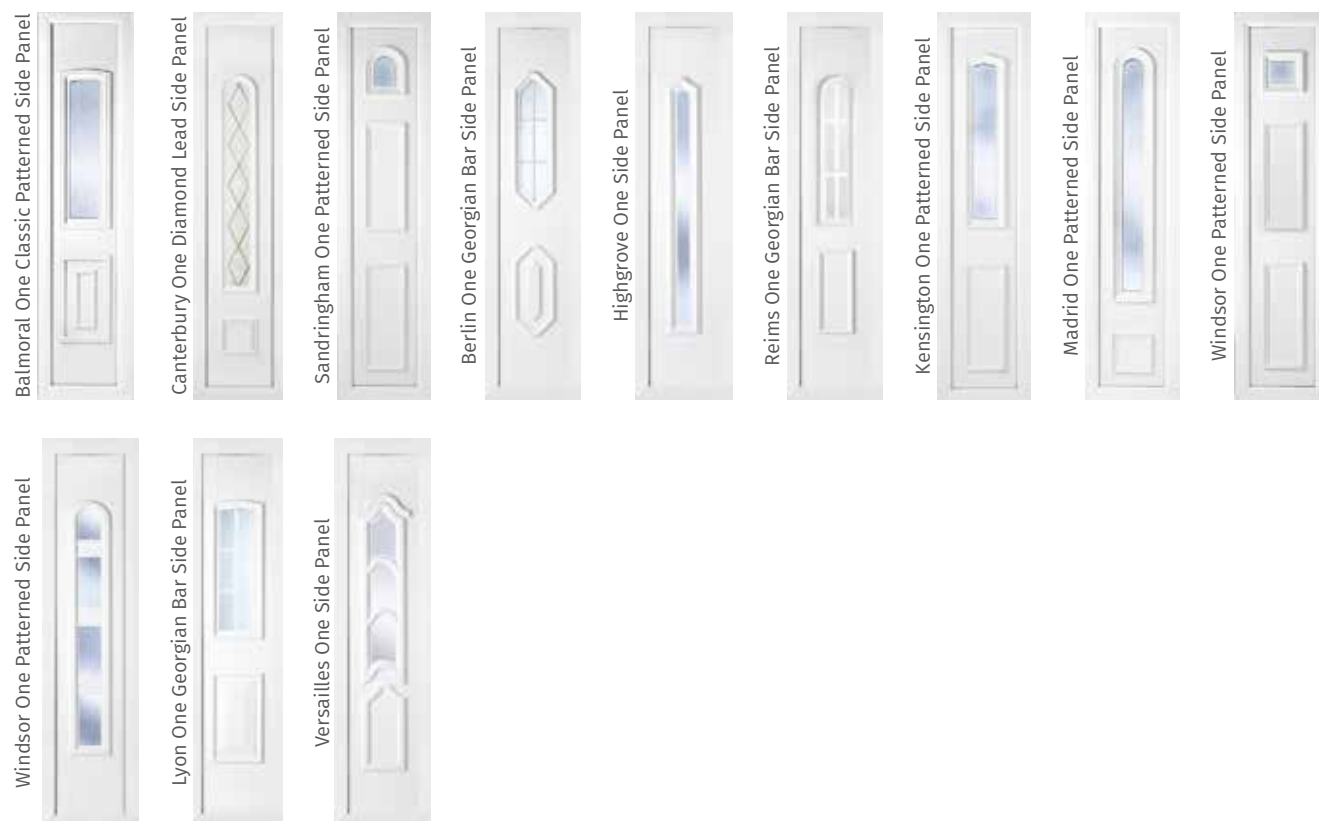 Balmoral One Classic Patterned Side Panel
Canterbury One Diamond Lead Side Panel
Sandringham One Patterned Side Panel
Berlin One Georgian Bar Side Panel
Highgrove One Side Panel
Reims One Georgian Bar Side Panel
Kensington One Patterned Side Panel
Madrid One Patterned Side Panel
Windsor One Patterned Side Panel
Windsor One Patterned Side Panel
Lyon One Georgian Bar Side Panel
Versailles One Side Panel